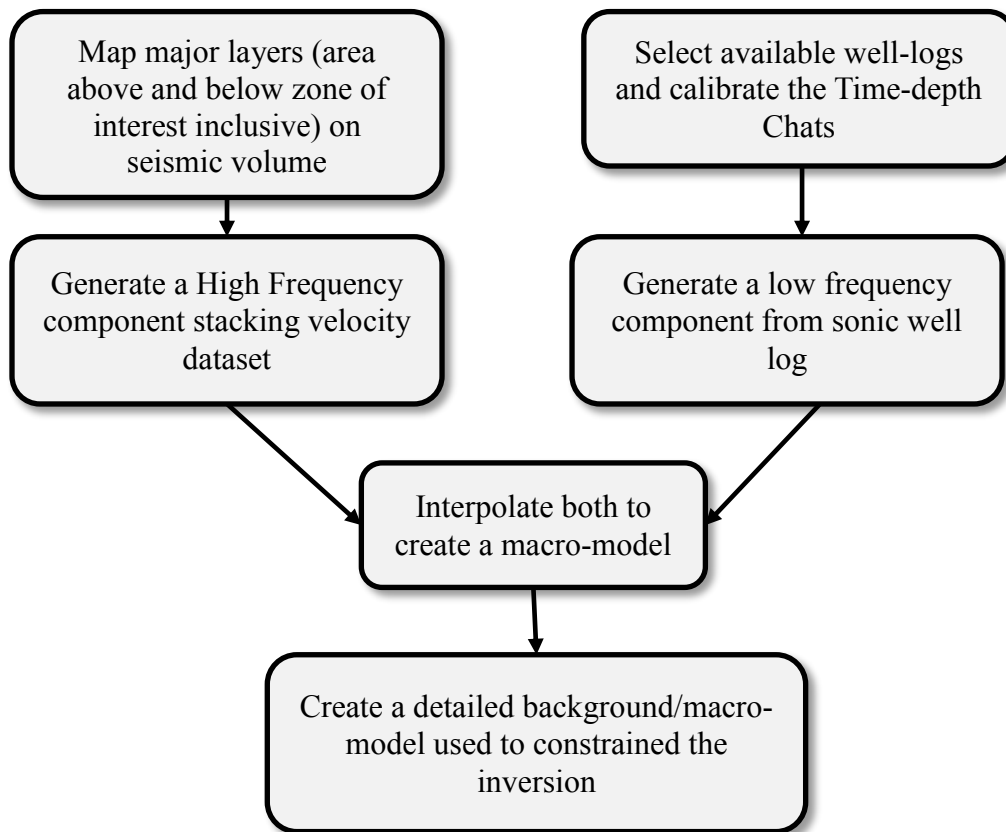 Map major layers (area
above and below zone of
interest inclusive) on
seismic volume
Select available well-logs
and calibrate the Time-depth
Chats
Generate a High Frequency
component stacking velocity
dataset
Generate a low frequency
component from sonic well
log
Interpolate both to
create a macro-model
Create a detailed background/macro-
model used to constrained the
inversion